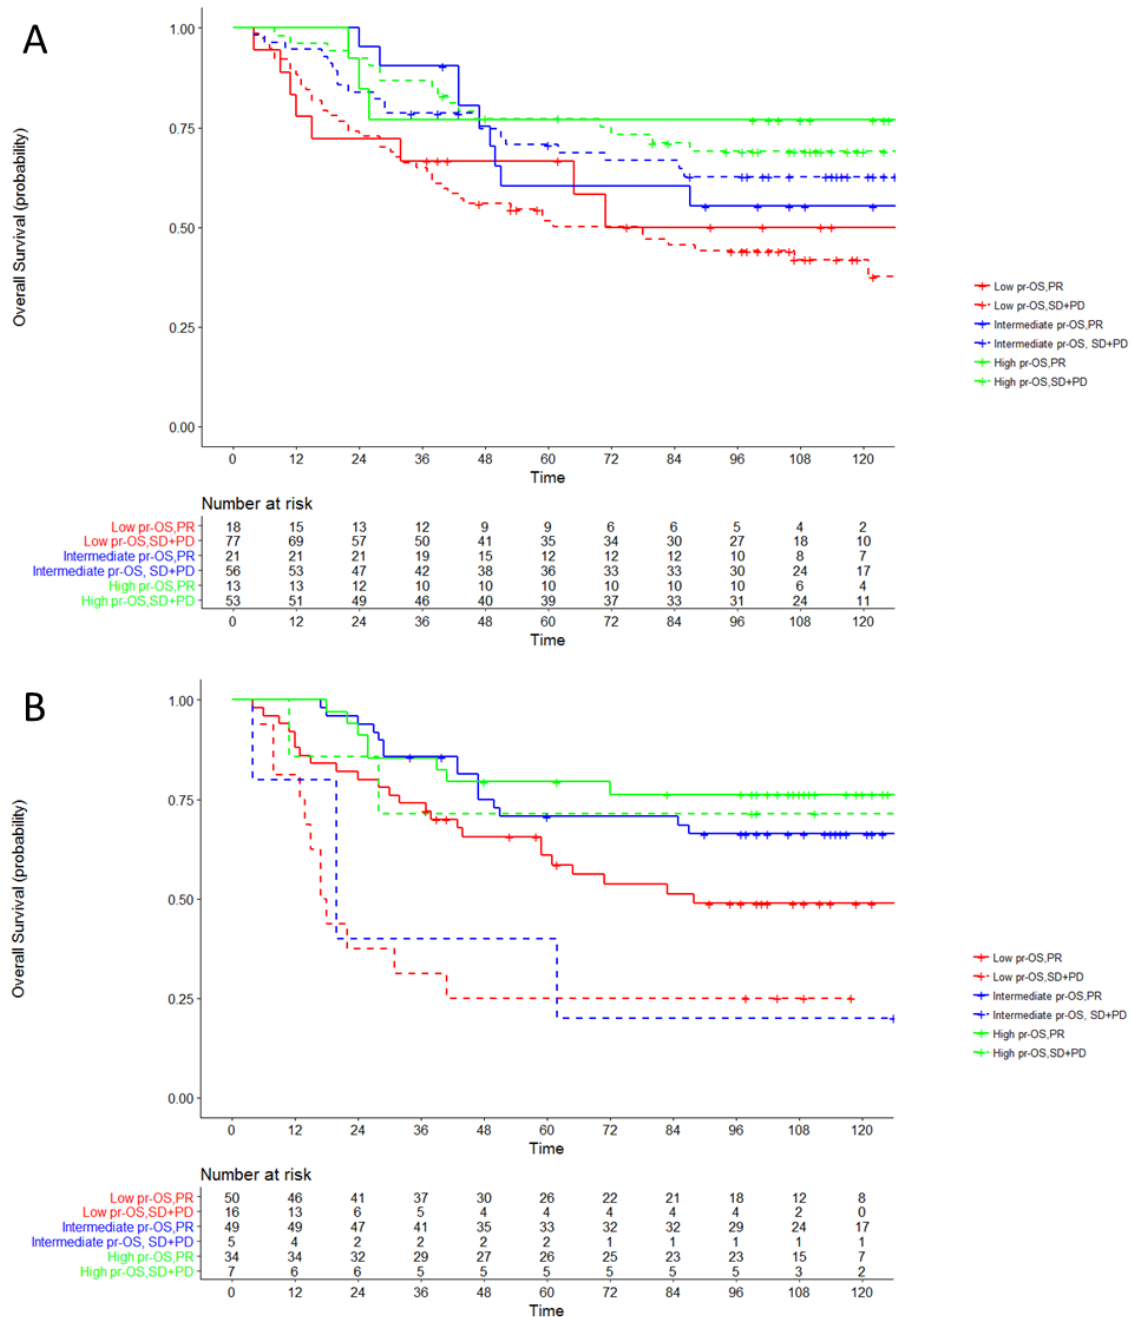 A
Overall Survival (probability)
1.00
0.75
0.50
0.25
0.00
0 12 24 36 48 60 72 84 96 108 120
Time
Low pr-OS,PR
Low pr-OS,SD+PD
Intermediate pr-OS,PR
Intermediate pr-OS, SD+PD
High pr-OS,PR
High pr-OS,SD+PD
Number at risk
Low pr-OS,PR 18 15 13 12 9 9 6 6 5 4 2
Low pr-OS,SD+PD 77 69 57 50 41 35 34 30 27 18 10
Intermediate pr-OS,PR 21 21 21 19 15 12 12 12 10 8 7
Intermediate pr-OS, SD+PD 56 53 47 42 38 36 33 33 30 24 17
High pr-OS,PR 13 13 12 10 10 10 10 10 10 6 4
High pr-OS,SD+PD 53 51 49 46 40 39 37 33 31 24 11
0 12 24 36 48 60 72 84 96 108 120
Time
B
Overall Survival (probability)
1.00
0.75
0.50
0.25
0.00
0 12 24 36 48 60 72 84 96 108 120
Time
Low pr-OS,PR
Low pr-OS,SD+PD
Intermediate pr-OS,PR
Intermediate pr-OS, SD+PD
High pr-OS,PR
High pr-OS,SD+PD
Number at risk
Low pr-OS,PR 50 46 41 37 30 26 22 21 18 12 8
Low pr-OS,SD+PD 16 13 6 5 4 4 4 4 4 2 0
Intermediate pr-OS,PR 49 49 47 41 35 33 32 32 29 24 17
Intermediate pr-OS, SD+PD 5 4 2 2 2 2 1 1 1 1 1
High pr-OS,PR 34 34 32 29 27 26 25 23 23 15 7
High pr-OS,SD+PD 7 6 6 5 5 5 5 5 5 3 2
0 12 24 36 48 60 72 84 96 108 120
Time